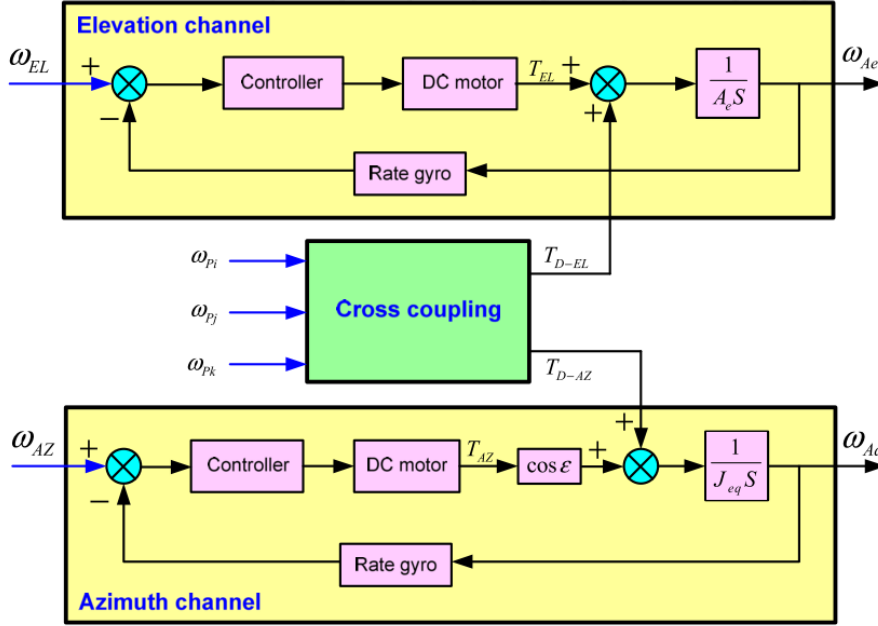 Elevation channel
ω_EL
+
−
Controller
DC motor
T_EL
+
+
1
A_e S
ω_Ae
Rate gyro
ω_Pi
ω_Pj
ω_Pk
Cross coupling
T_D−EL
T_D−AZ
ω_AZ
+
−
Controller
DC motor
T_AZ
cos ε
+
+
1
J_eq S
Rate gyro
Azimuth channel